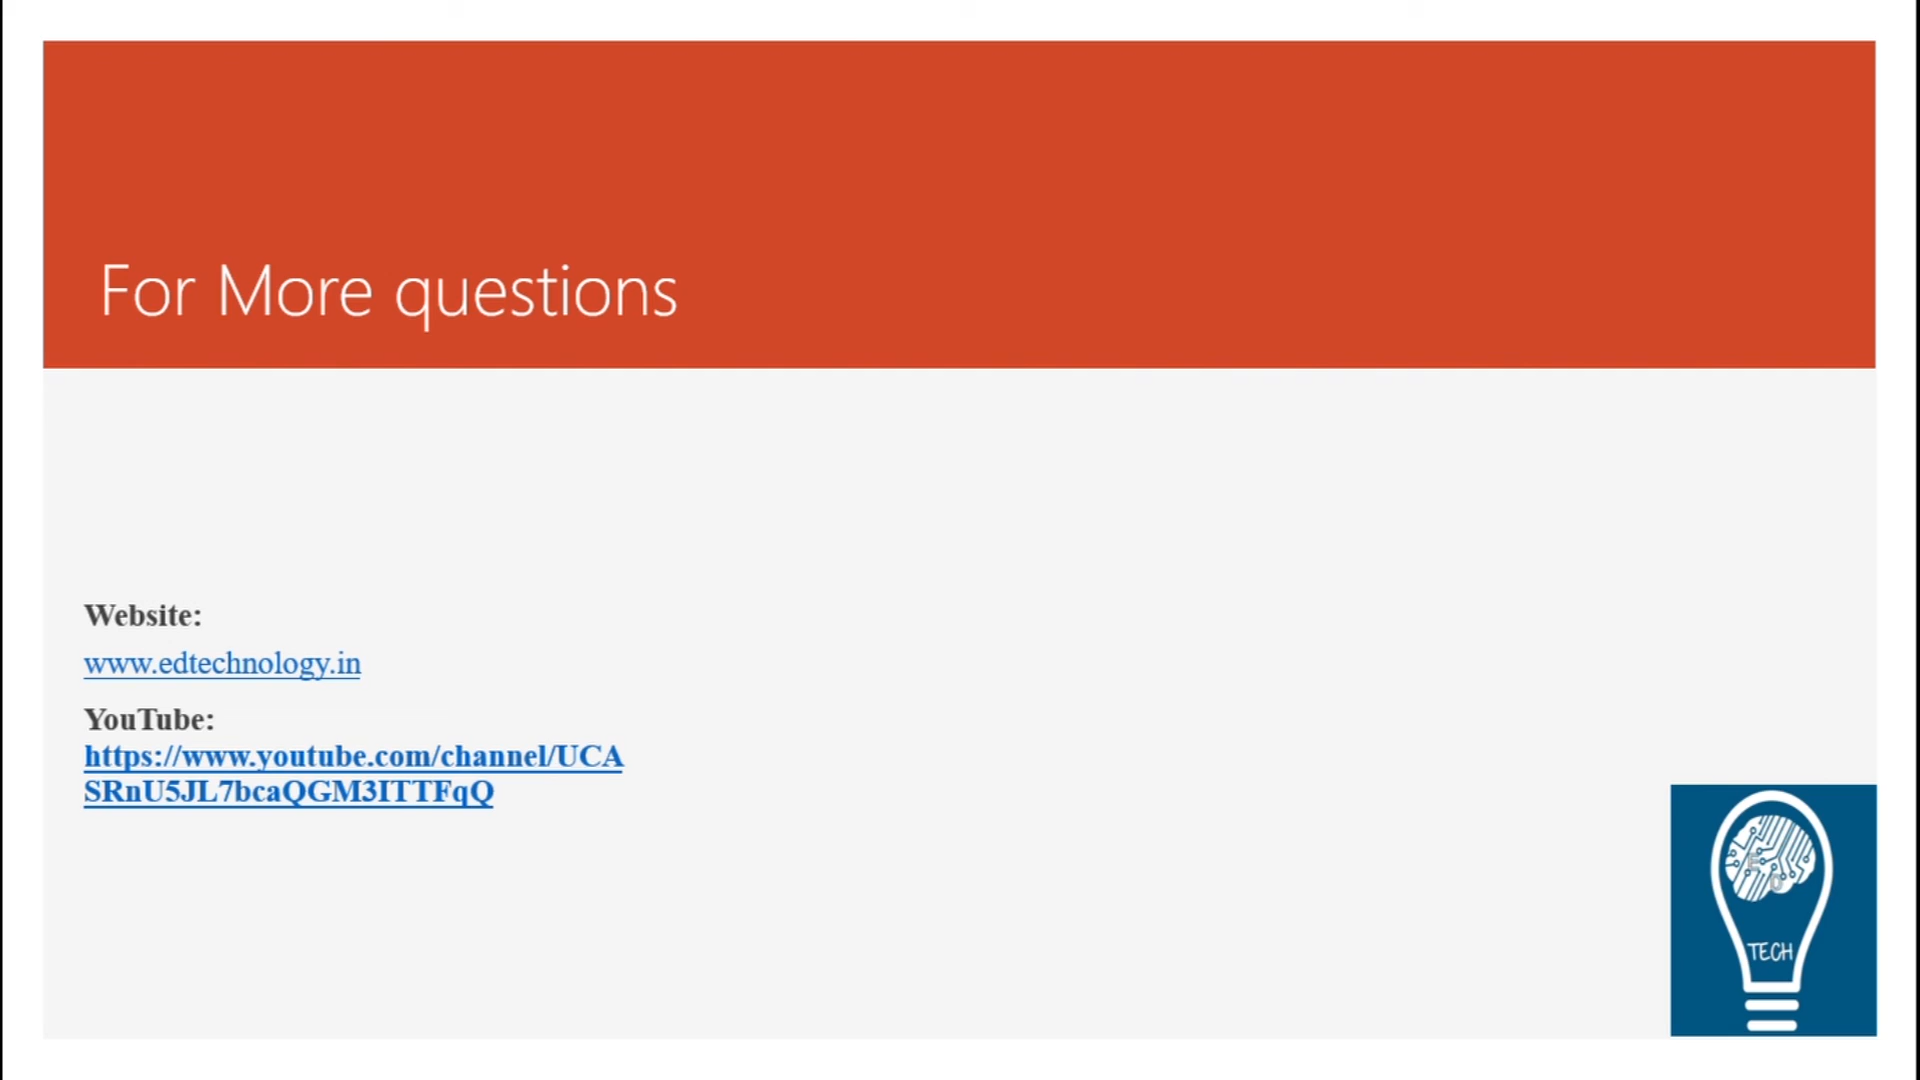 For More questions
Website:
www.edtechnology.in
YouTube:
https://www.youtube.com/channel/UCA
SRnU5JL7bcaQGM3ITTFqQ
E
D
TECH